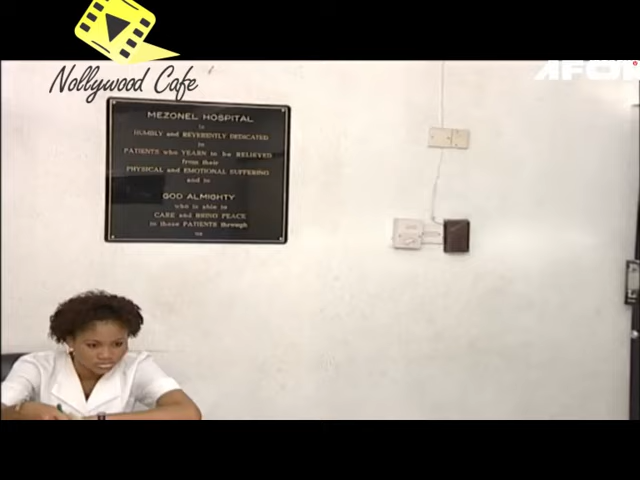 Nollywood Cafe
AFO
MEZONEL HOSPITAL
is
HUMBLY and REVERENTLY DEDICATED
to
PATIENTS who YEARN to be RELIEVED
from their
PHYSICAL and EMOTIONAL SUFFERING
and to
GOD ALMIGHTY
who is able to
CARE and BRING PEACE
to these PATIENTS through
us